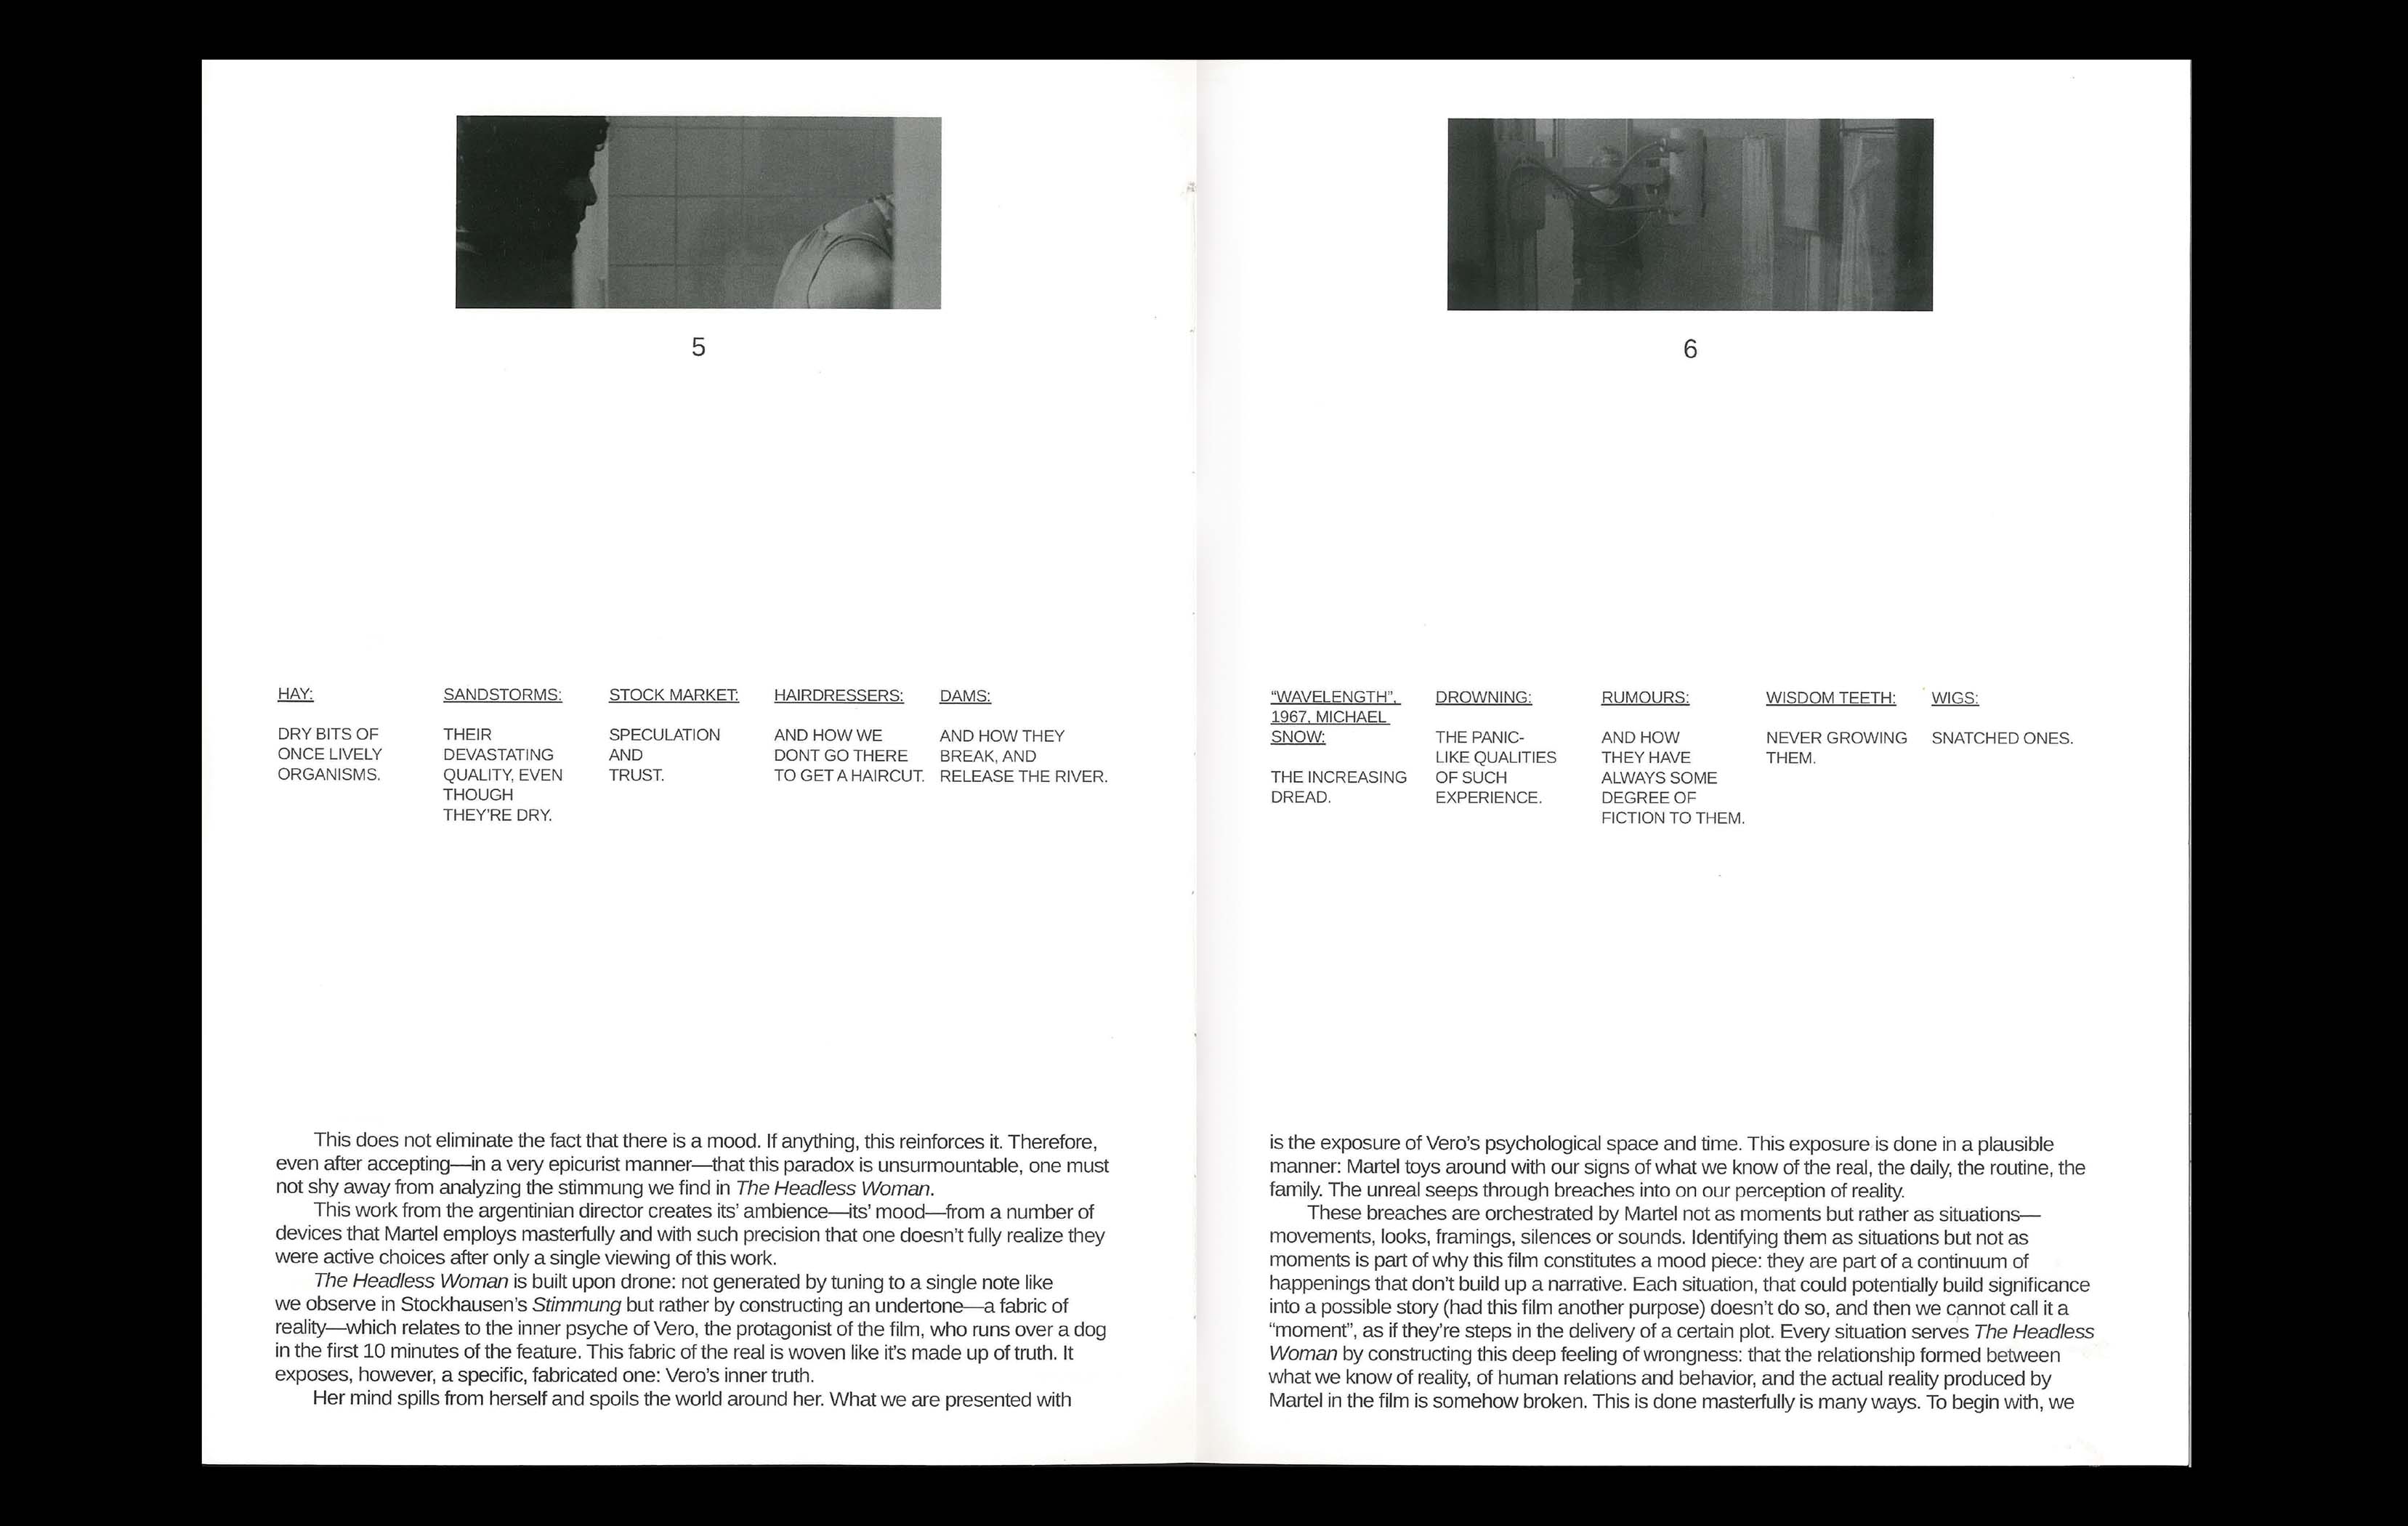 5
HAY:
DRY BITS OF
ONCE LIVELY
ORGANISMS.
SANDSTORMS:
THEIR
DEVASTATING
QUALITY, EVEN
THOUGH
THEY'RE DRY.
STOCK MARKET:
SPECULATION
AND
TRUST.
HAIRDRESSERS:
AND HOW WE
DONT GO THERE
TO GET A HAIRCUT.
DAMS:
AND HOW THEY
BREAK, AND
RELEASE THE RIVER.
This does not eliminate the fact that there is a mood. If anything, this reinforces it. Therefore,
even after accepting—in a very epicurist manner—that this paradox is unsurmountable, one must
not shy away from analyzing the stimmung we find in The Headless Woman.
This work from the argentinian director creates its’ ambience—its’ mood—from a number of
devices that Martel employs masterfully and with such precision that one doesn’t fully realize they
were active choices after only a single viewing of this work.
The Headless Woman is built upon drone: not generated by tuning to a single note like
we observe in Stockhausen’s Stimmung but rather by constructing an undertone—a fabric of
reality—which relates to the inner psyche of Vero, the protagonist of the film, who runs over a dog
in the first 10 minutes of the feature. This fabric of the real is woven like it’s made up of truth. It
exposes, however, a specific, fabricated one: Vero’s inner truth.
Her mind spills from herself and spoils the world around her. What we are presented with
6
“WAVELENGTH”,
1967, MICHAEL
SNOW:
THE INCREASING
DREAD.
DROWNING:
THE PANIC-
LIKE QUALITIES
OF SUCH
EXPERIENCE.
RUMOURS:
AND HOW
THEY HAVE
ALWAYS SOME
DEGREE OF
FICTION TO THEM.
WISDOM TEETH:
NEVER GROWING
THEM.
WIGS:
SNATCHED ONES.
is the exposure of Vero’s psychological space and time. This exposure is done in a plausible
manner: Martel toys around with our signs of what we know of the real, the daily, the routine, the
family. The unreal seeps through breaches into on our perception of reality.
These breaches are orchestrated by Martel not as moments but rather as situations—
movements, looks, framings, silences or sounds. Identifying them as situations but not as
moments is part of why this film constitutes a mood piece: they are part of a continuum of
happenings that don’t build up a narrative. Each situation, that could potentially build significance
into a possible story (had this film another purpose) doesn’t do so, and then we cannot call it a
“moment”, as if they’re steps in the delivery of a certain plot. Every situation serves The Headless
Woman by constructing this deep feeling of wrongness: that the relationship formed between
what we know of reality, of human relations and behavior, and the actual reality produced by
Martel in the film is somehow broken. This is done masterfully is many ways. To begin with, we